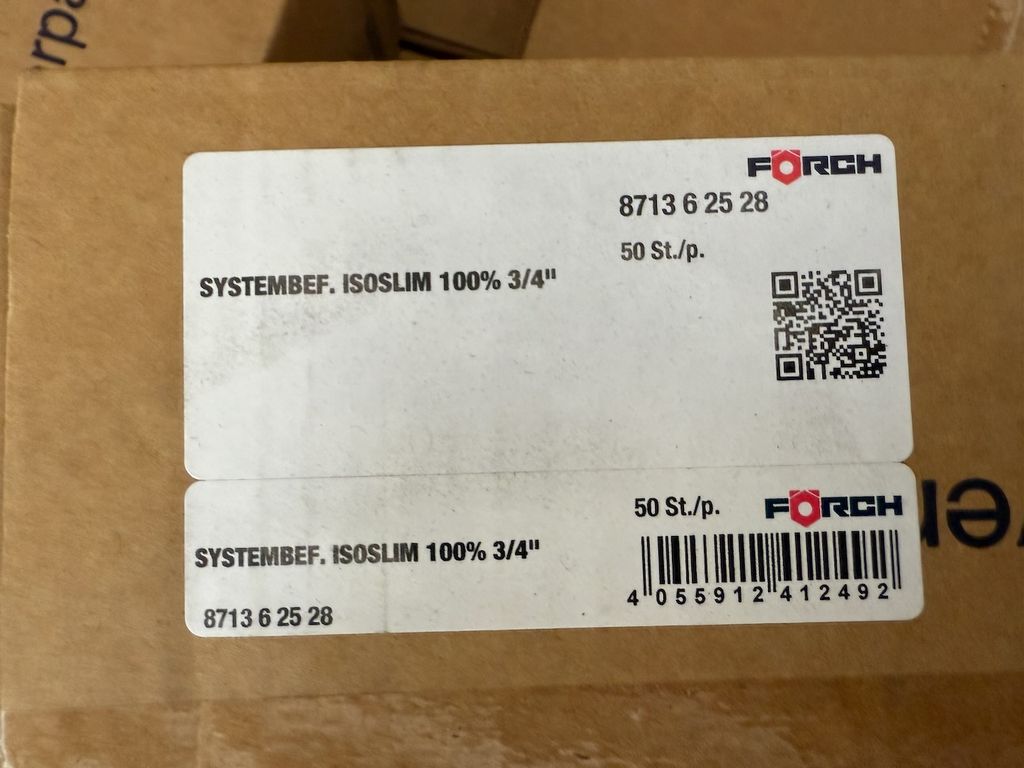 FÖRCH
8713 6 25 28
50 St./p.
SYSTEMBEF. ISOSLIM 100% 3/4"
50 St./p. FÖRCH
SYSTEMBEF. ISOSLIM 100% 3/4"
4 055912 412492
8713 6 25 28